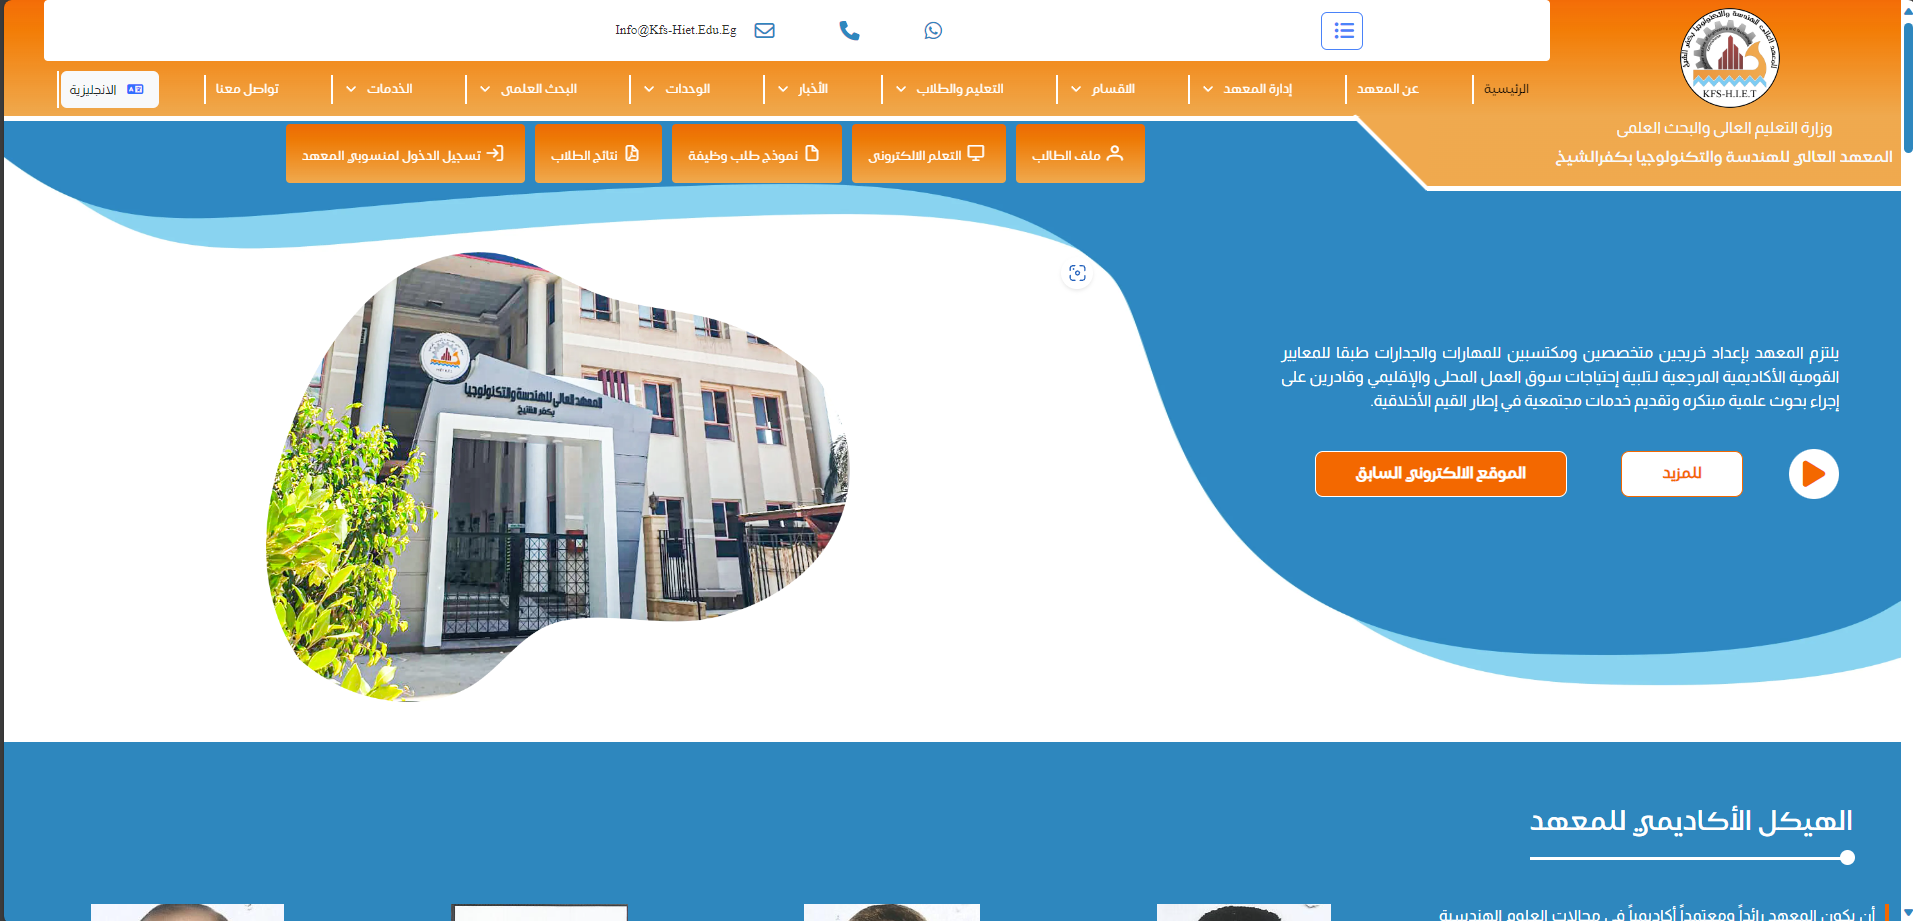 Info@Kfs-Hiet.Edu.Eg
KFS-H.I.E.T
وزارة التعليم العالى والبحث العلمى
المعهد العالي للهندسة والتكنولوجيا بكفرالشيخ
الرئيسية
عن المعهد
إدارة المعهد
الاقسام
التعليم والطلاب
الأخبار
الوحدات
البحث العلمى
الخدمات
تواصل معنا
الانجليزية
ملف الطالب
التعلم الالكترونى
نموذج طلب وظيفة
نتائج الطلاب
تسجيل الدخول لمنسوبي المعهد
المعهد العالى للهندسة والتكنولوجيا
بكفر الشيخ
يلتزم المعهد بإعداد خريجين متخصصين ومكتسبين للمهارات والجدارات طبقا للمعايير
القومية الأكاديمية المرجعية لـتلبية إحتياجات سوق العمل المحلى والإقليمي وقادرين على
إجراء بحوث علمية مبتكره وتقديم خدمات مجتمعية في إطار القيم الأخلاقية.
للمزيد
الموقع الالكتروني السابق
الهيكل الأكاديمي للمعهد
أن يكون المعهد رائداً ومعتمداً أكاديمياً في مجالات العلوم الهندسية